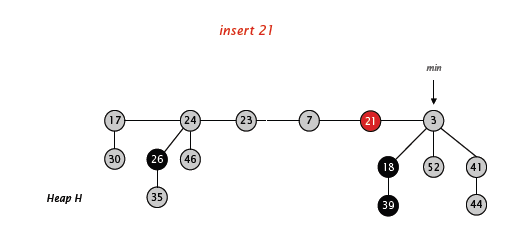 insert 21
min
17 24 23 7 21 3
30 26 46 18 52 41
35 39 44
Heap H